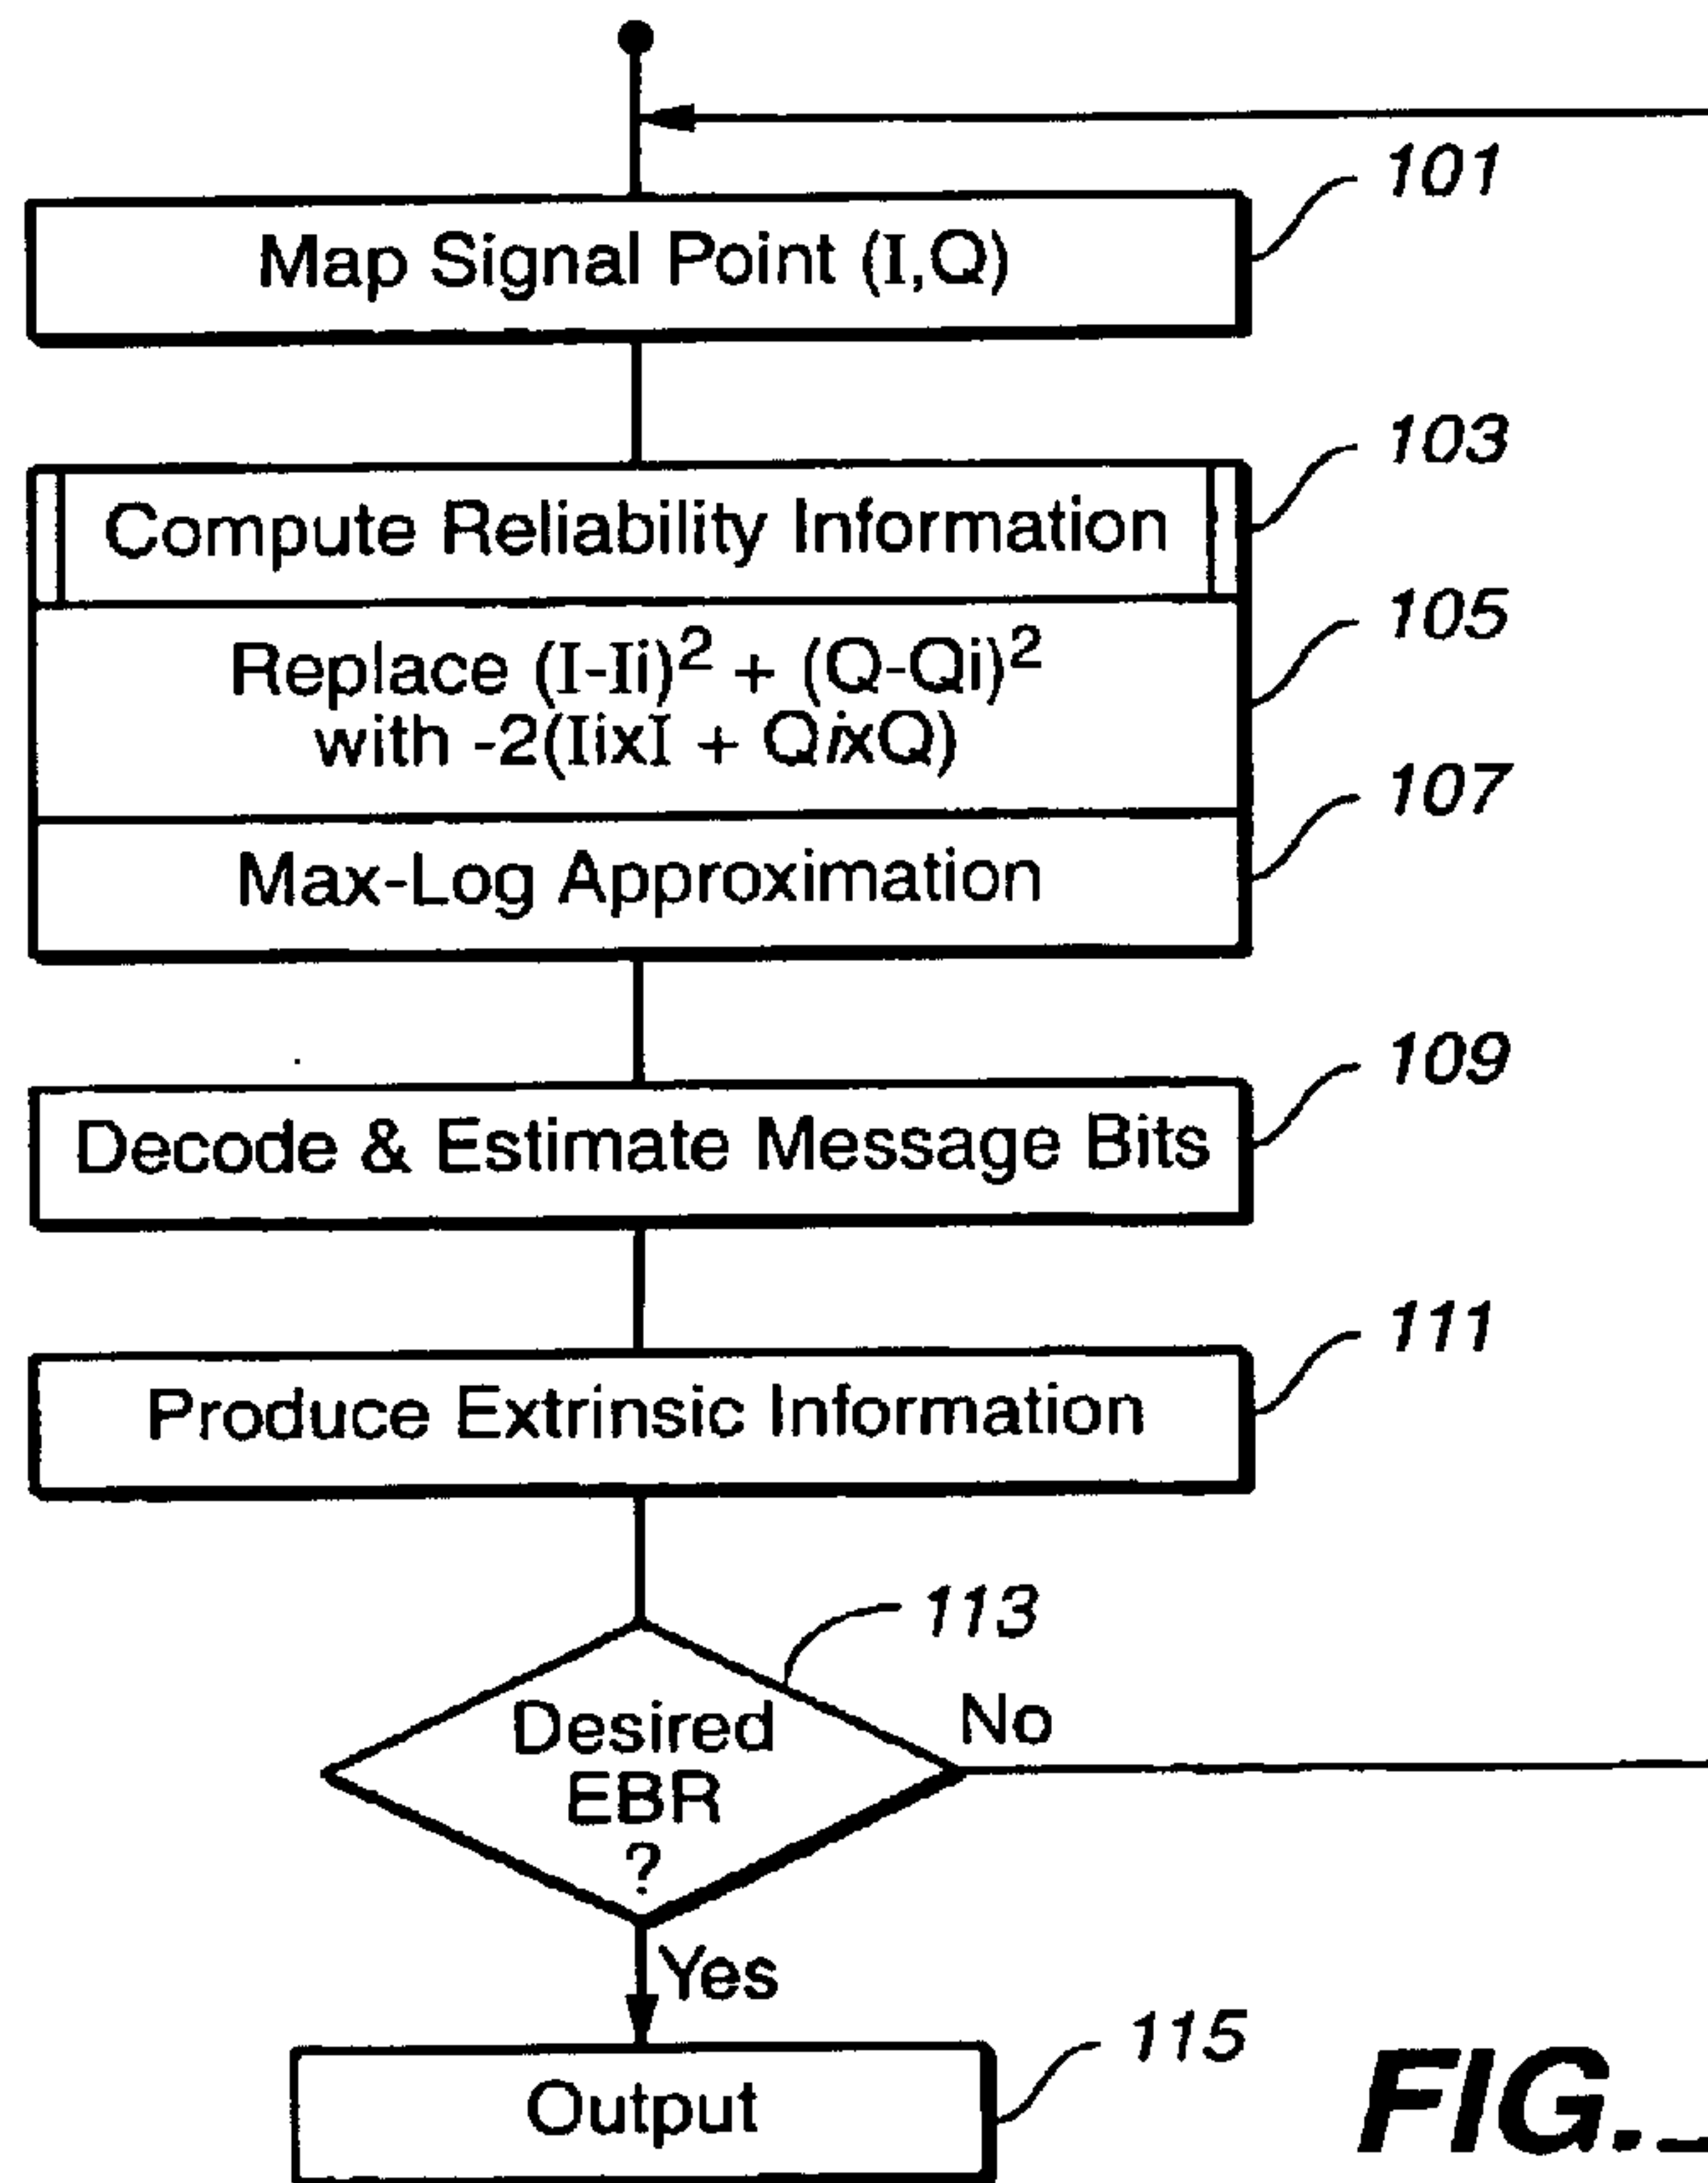 101
Map Signal Point (I,Q)
103
Compute Reliability Information
105
Replace (I-Ii)² + (Q-Qi)²
with -2(IixI + QixQ)
107
Max-Log Approximation
109
Decode & Estimate Message Bits
111
Produce Extrinsic Information
113
Desired
EBR
?
No
Yes
115
Output
FIG._